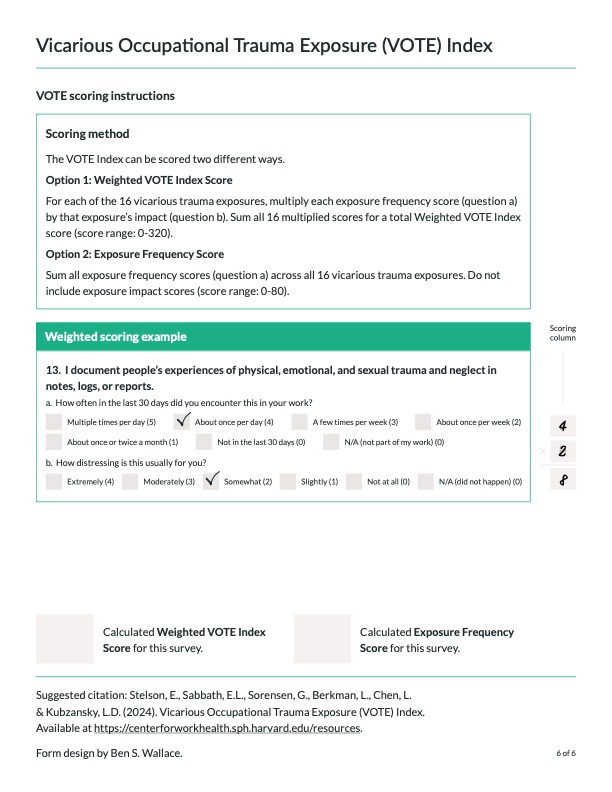 Vicarious Occupational Trauma Exposure (VOTE) Index
VOTE scoring instructions
Scoring method
The VOTE Index can be scored two different ways.
Option 1: Weighted VOTE Index Score
For each of the 16 vicarious trauma exposures, multiply each exposure frequency score (question a)
by that exposure's impact (question b). Sum all 16 multiplied scores for a total Weighted VOTE Index
score (score range: 0-320).
Option 2: Exposure Frequency Score
Sum all exposure frequency scores (question a) across all 16 vicarious trauma exposures. Do not
include exposure impact scores (score range: 0-80).
Weighted scoring example
Scoring
column
13. I document people's experiences of physical, emotional, and sexual trauma and neglect in
notes, logs, or reports.
a. How often in the last 30 days did you encounter this in your work?
Multiple times per day (5) About once per day (4) A few times per week (3) About once per week (2)
4
About once or twice a month (1) Not in the last 30 days (0) N/A (not part of my work) (0)
× 2
b. How distressing is this usually for you?
Extremely (4) Moderately (3) Somewhat (2) Slightly (1) Not at all (0) N/A (did not happen) (0)
8
Calculated Weighted VOTE Index
Score for this survey.
Calculated Exposure Frequency
Score for this survey.
Suggested citation: Stelson, E., Sabbath, E.L., Sorensen, G., Berkman, L., Chen, L.
& Kubzansky, L.D. (2024). Vicarious Occupational Trauma Exposure (VOTE) Index.
Available at https://centerforworkhealth.sph.harvard.edu/resources.
Form design by Ben S. Wallace.
6 of 6